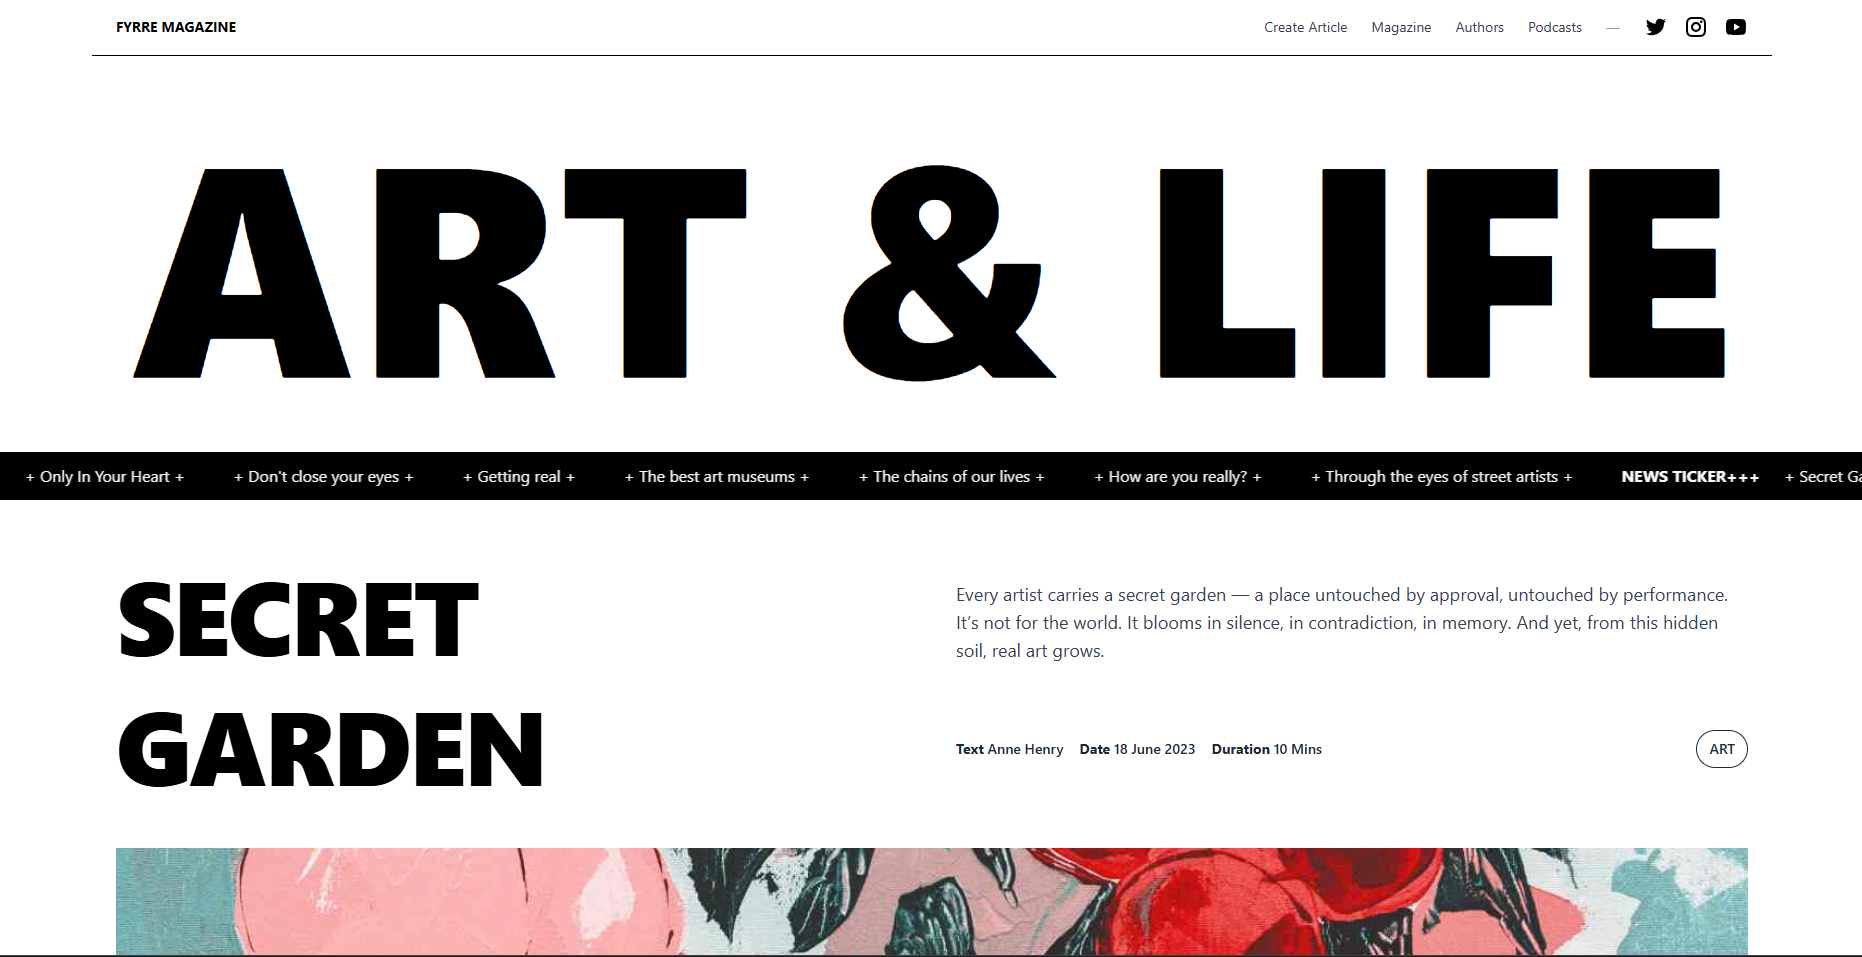 FYRRE MAGAZINE
Create Article Magazine Authors Podcasts —
ART & LIFE
+ Only In Your Heart + + Don't close your eyes + + Getting real + + The best art museums + + The chains of our lives + + How are you really? + + Through the eyes of street artists + NEWS TICKER+++ + Secret
SECRET
GARDEN
Every artist carries a secret garden — a place untouched by approval, untouched by performance.
It’s not for the world. It blooms in silence, in contradiction, in memory. And yet, from this hidden
soil, real art grows.
Text Anne Henry Date 18 June 2023 Duration 10 Mins
ART